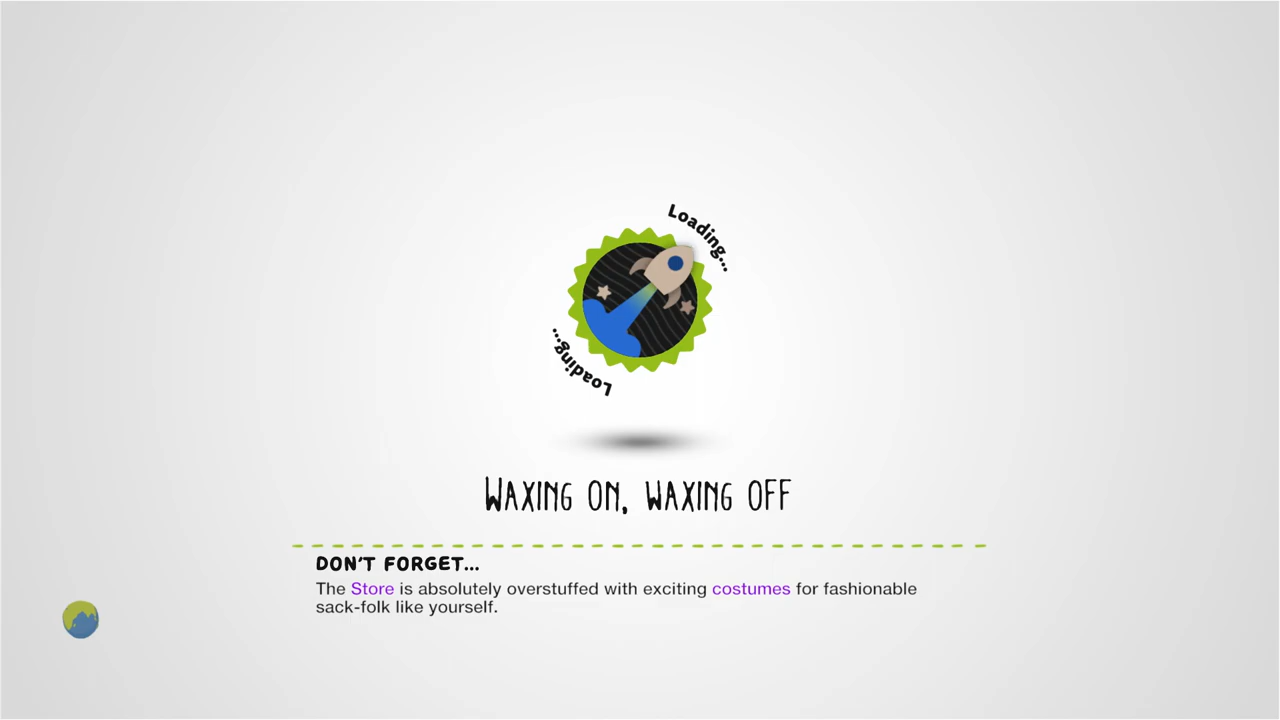 Loading...
Loading...
WAXING ON, WAXING OFF
DON'T FORGET...
The Store is absolutely overstuffed with exciting costumes for fashionable
sack-folk like yourself.